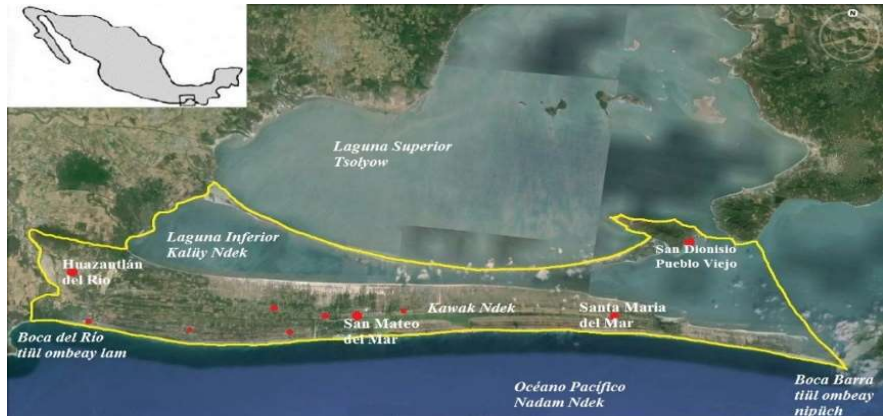 N
Laguna Superior
Tsolyow
Laguna Inferior
Kalüy Ndek
San Dionisio
Pueblo Viejo
Huazantlán
del Río
Kawak Ndek
San Mateo
del Mar
Santa Maria
del Mar
Boca del Río
tiül ombeay lam
Boca Barra
tiül ombeay
nipüch
Océano Pacífico
Nadam Ndek